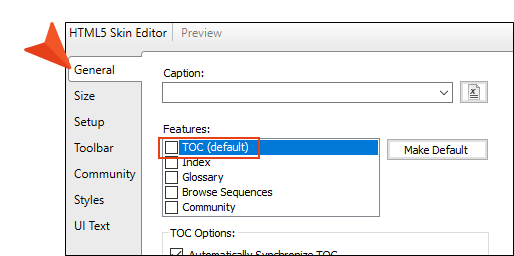 HTML5 Skin Editor
Preview
General
Size
Setup
Toolbar
Community
Styles
UI Text
Caption:
Features:
TOC (default)
Index
Glossary
Browse Sequences
Community
Make Default
TOC Options:
Automatically Synchronize TOC